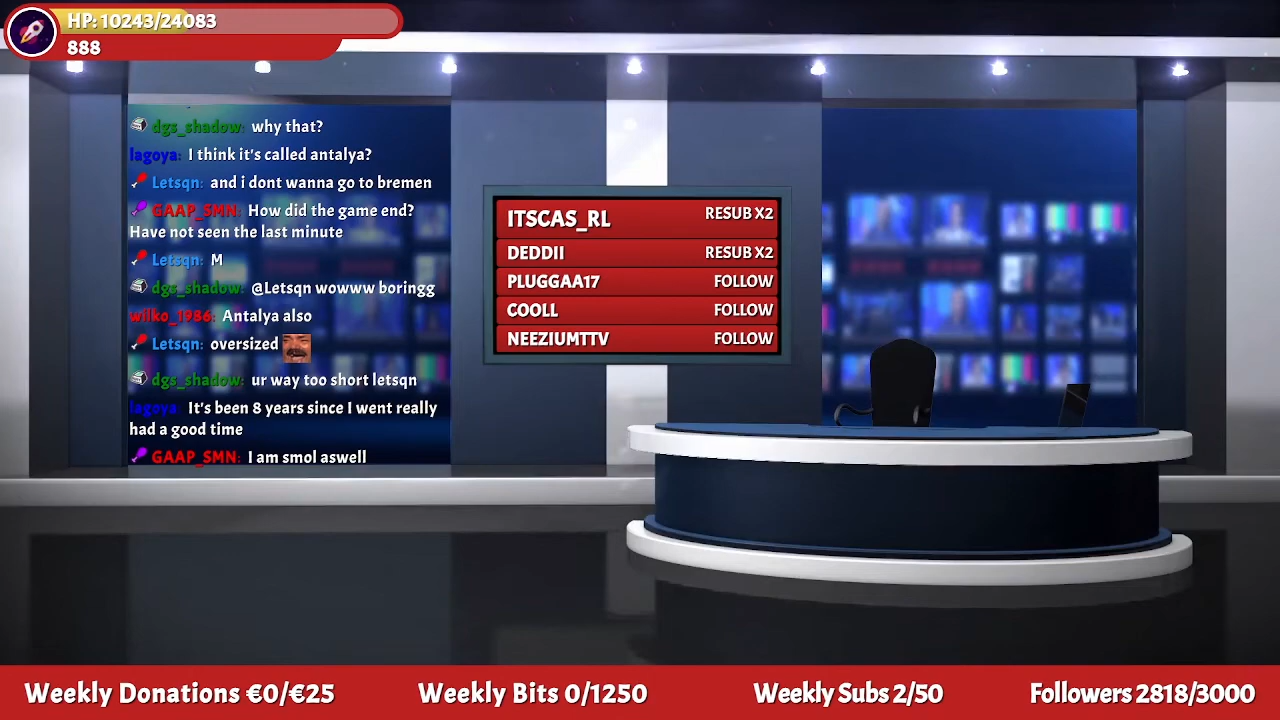 HP: 10243/24083
888
dgs_shadow: why that?
lagoya: I think it's called antalya?
Letsqn: and i dont wanna go to bremen
GAAP_SMN: How did the game end?
Have not seen the last minute
Letsqn: M
dgs_shadow: @Letsqn wowww boringg
wilko_1986: Antalya also
Letsqn: oversized
dgs_shadow: ur way too short letsqn
lagoya: It's been 8 years since I went really
had a good time
GAAP_SMN: I am smol aswell
ITSCAS_RL RESUB X2
DEDDII RESUB X2
PLUGGAA17 FOLLOW
COOLL FOLLOW
NEEZIUMTTV FOLLOW
Weekly Donations €0/€25 Weekly Bits 0/1250 Weekly Subs 2/50 Followers 2818/3000